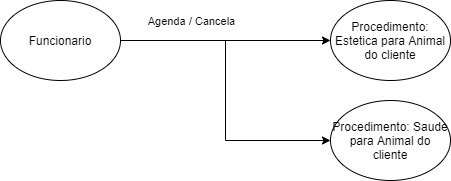 Agenda / Cancela
Funcionario
Procedimento:
Estetica para Animal
do cliente
Procedimento: Saude
para Animal do
cliente